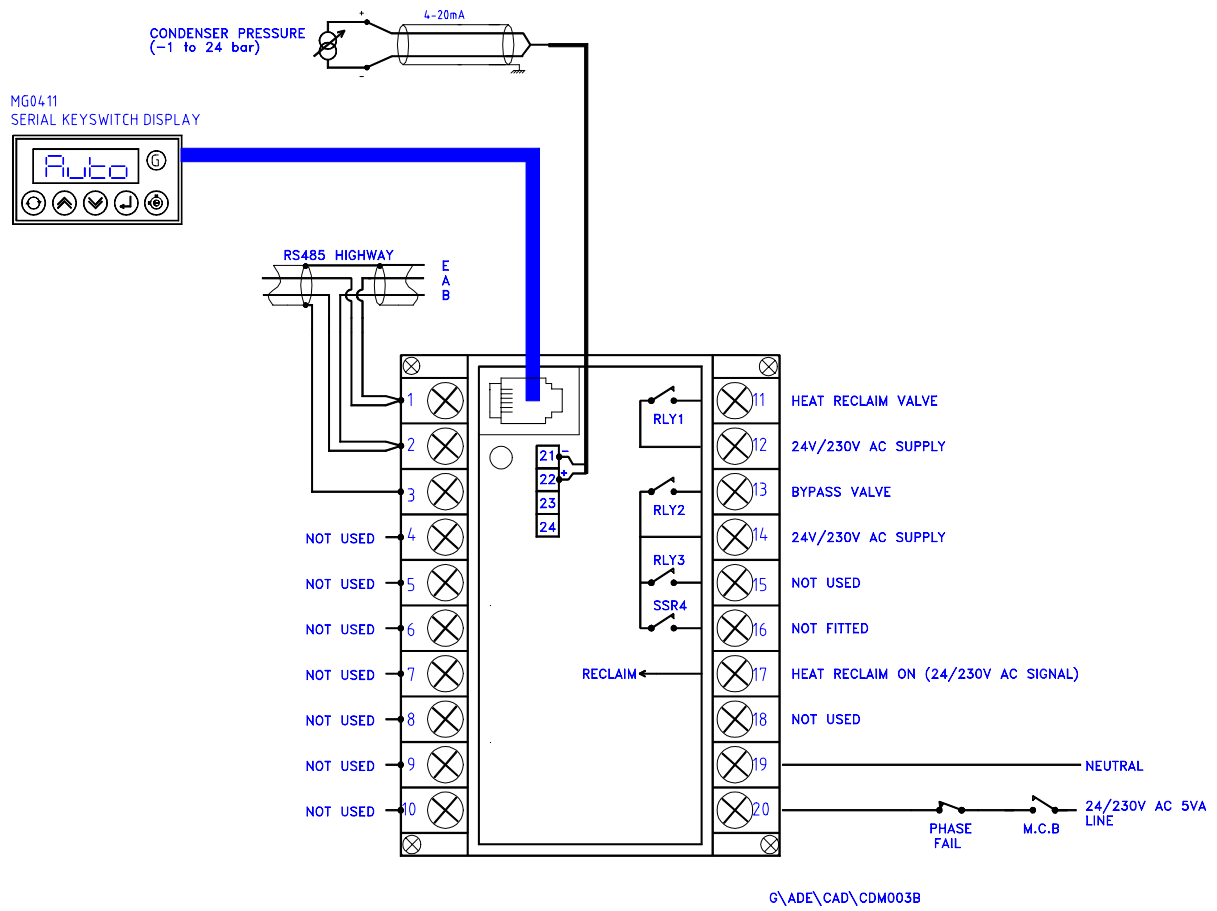 4-20mA
+
CONDENSER PRESSURE
(-1 to 24 bar)
-
MG0411
SERIAL KEYSWITCH DISPLAY
Auto
G
RS485 HIGHWAY
E
A
B
1
2
3
NOT USED 4
NOT USED 5
NOT USED 6
NOT USED 7
NOT USED 8
NOT USED 9
NOT USED 10
21 -
22 +
23
24
RLY1
RLY2
RLY3
SSR4
RECLAIM
11 HEAT RECLAIM VALVE
12 24V/230V AC SUPPLY
13 BYPASS VALVE
14 24V/230V AC SUPPLY
15 NOT USED
16 NOT FITTED
17 HEAT RECLAIM ON (24/230V AC SIGNAL)
18 NOT USED
19 NEUTRAL
20 24/230V AC 5VA
LINE
PHASE
FAIL
M.C.B
G\ADE\CAD\CDM003B